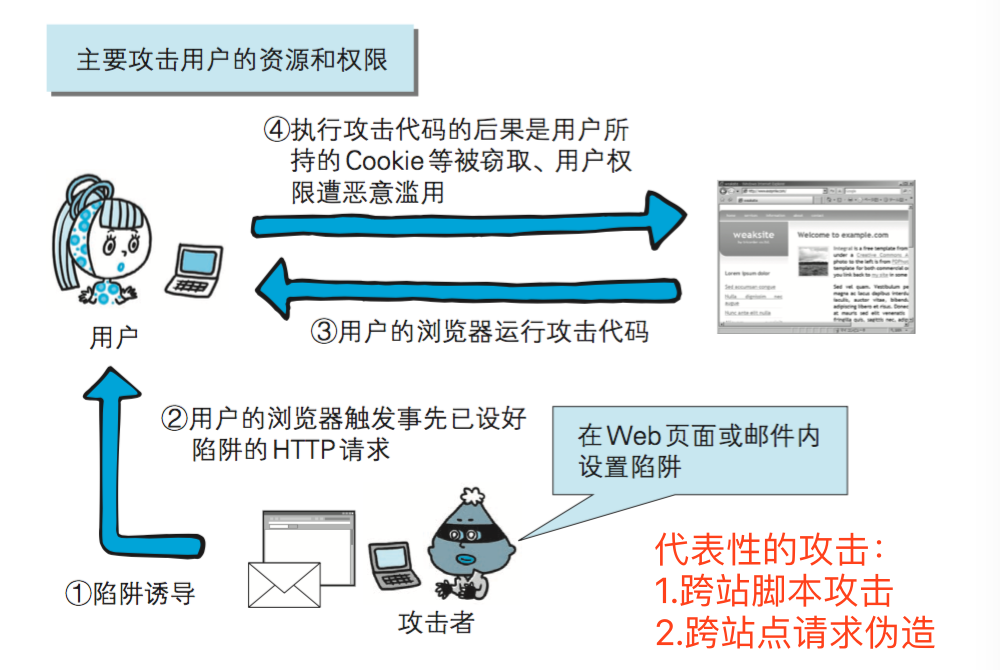 主要攻击用户的资源和权限
④执行攻击代码的后果是用户所
持的Cookie等被窃取、用户权
限遭恶意滥用
weaksite
Welcome to example.com
Lorem ipsum dolor
③用户的浏览器运行攻击代码
用户
②用户的浏览器触发事先已设好
陷阱的HTTP请求
在Web页面或邮件内
设置陷阱
①陷阱诱导
攻击者
代表性的攻击：
1.跨站脚本攻击
2.跨站点请求伪造